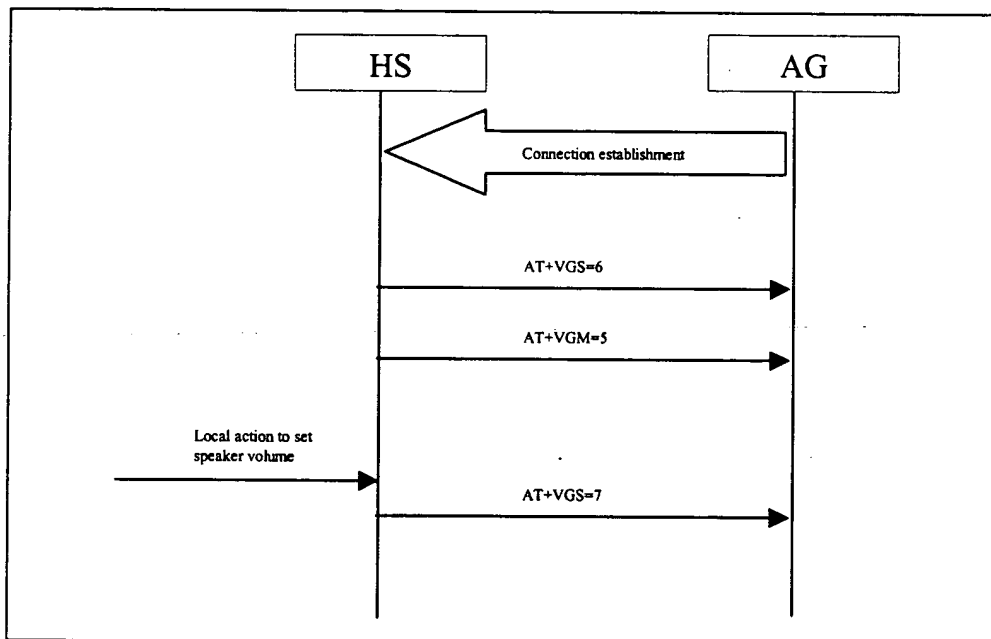 HS
AG
Connection establishment
AT+VGS=6
AT+VGM=5
Local action to set
speaker volume
AT+VGS=7